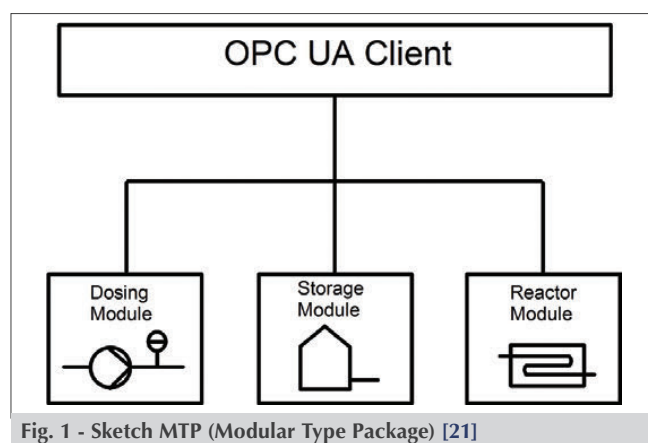 OPC UA Client
Dosing
Module
Storage
Module
Reactor
Module
Fig. 1 - Sketch MTP (Modular Type Package) [21]